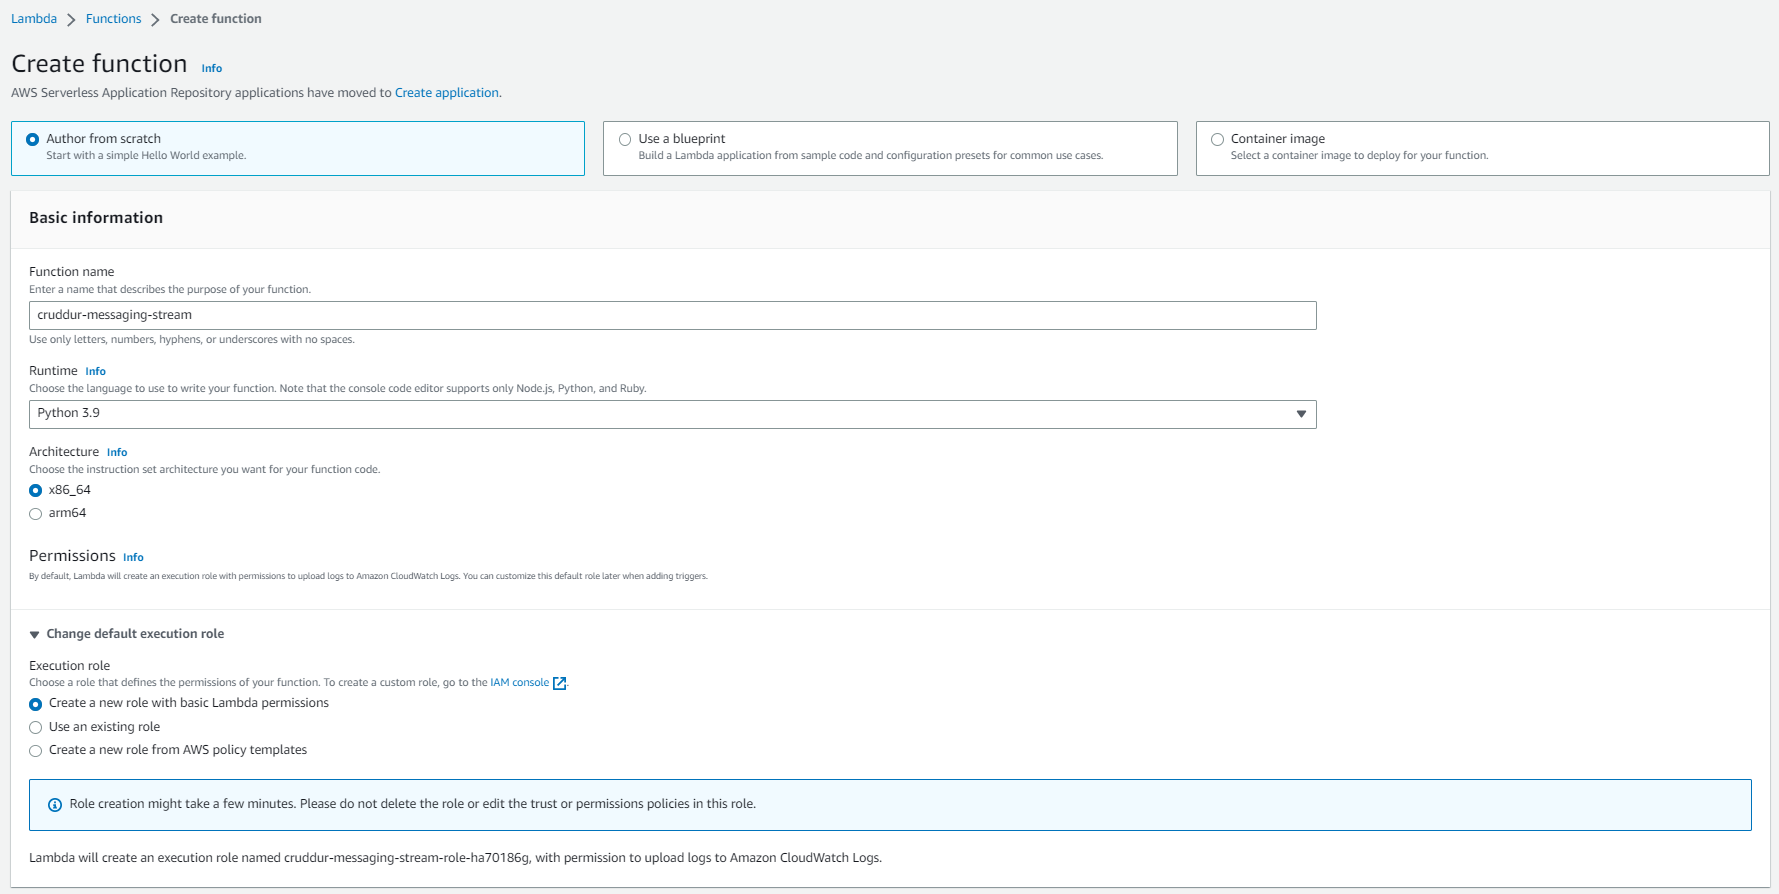 Lambda > Functions > Create function
Create function Info
AWS Serverless Application Repository applications have moved to Create application.
Author from scratch
Start with a simple Hello World example.
Use a blueprint
Build a Lambda application from sample code and configuration presets for common use cases.
Container image
Select a container image to deploy for your function.
Basic information
Function name
Enter a name that describes the purpose of your function.
cruddur-messaging-stream
Use only letters, numbers, hyphens, or underscores with no spaces.
Runtime Info
Choose the language to use to write your function. Note that the console code editor supports only Node.js, Python, and Ruby.
Python 3.9
Architecture Info
Choose the instruction set architecture you want for your function code.
x86_64
arm64
Permissions Info
By default, Lambda will create an execution role with permissions to upload logs to Amazon CloudWatch Logs. You can customize this default role later when adding triggers.
Change default execution role
Execution role
Choose a role that defines the permissions of your function. To create a custom role, go to the IAM console.
Create a new role with basic Lambda permissions
Use an existing role
Create a new role from AWS policy templates
Role creation might take a few minutes. Please do not delete the role or edit the trust or permissions policies in this role.
Lambda will create an execution role named cruddur-messaging-stream-role-ha70186g, with permission to upload logs to Amazon CloudWatch Logs.